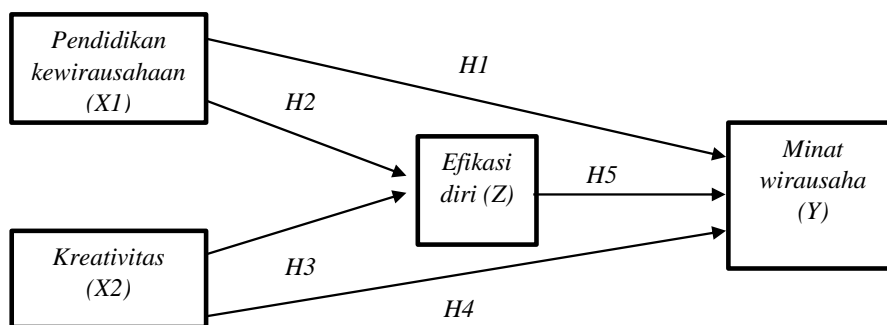 Pendidikan
kewirausahaan
(X1)
H1
H2
Efikasi
diri (Z)
H5
Minat
wirausaha
(Y)
Kreativitas
(X2)
H3
H4